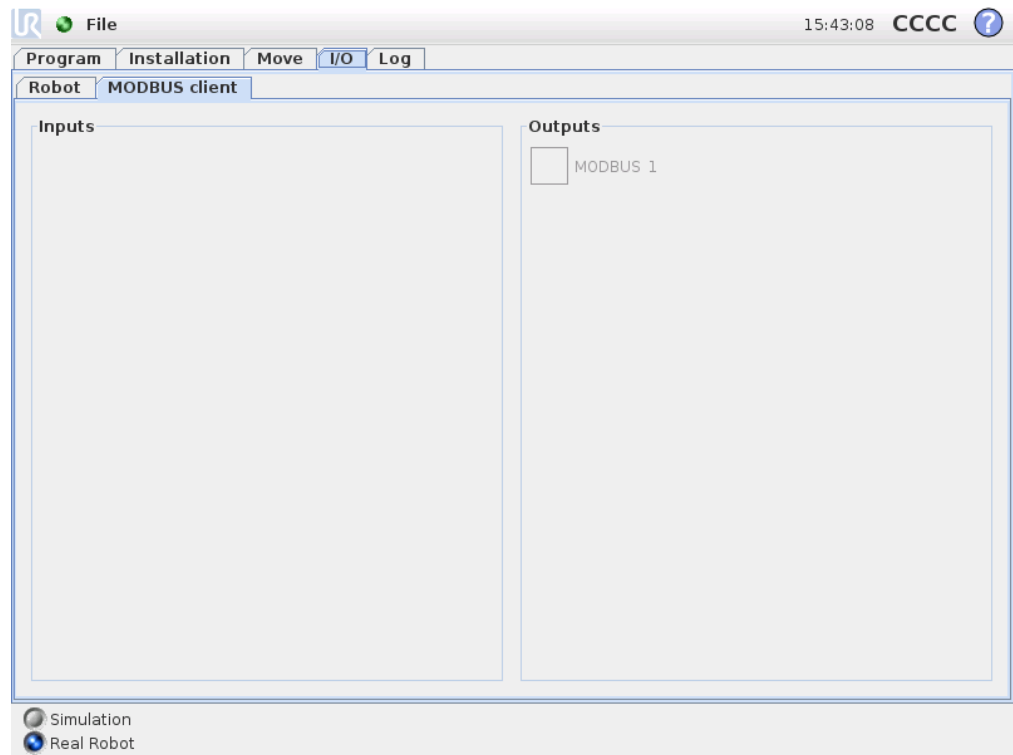 UR File 15:43:08 CCCC ?
Program Installation Move I/O Log
Robot MODBUS client
Inputs Outputs
MODBUS 1
Simulation
Real Robot